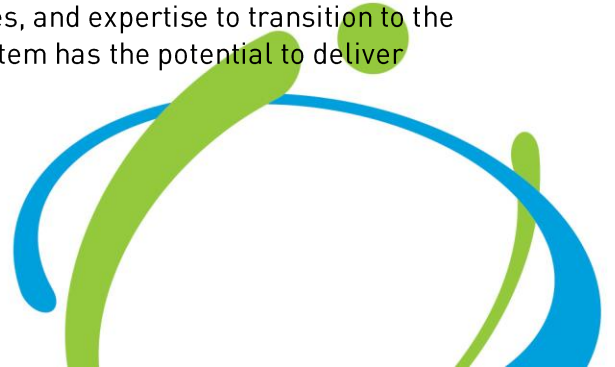 es, and expertise to transition to the
tem has the potential to deliver